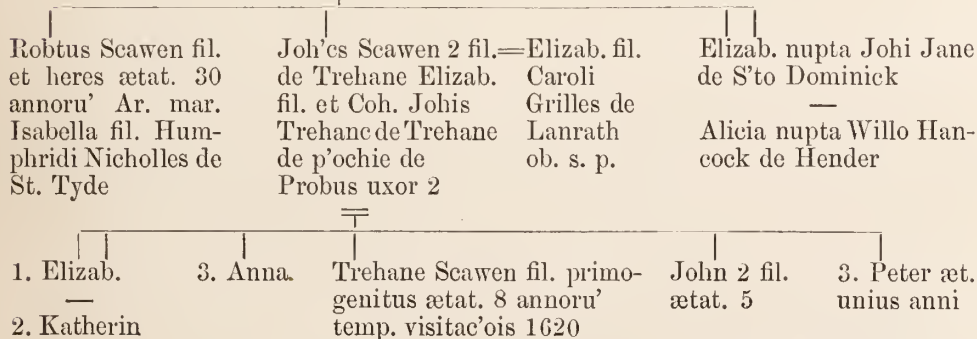 Robtus Scawen fil.
et heres ætat. 30
annoru' Ar. mar.
Isabella fil. Hum-
phridi Nicholles de
St. Tyde
Joh'cs Scawen 2 fil.=Elizab. fil.
de Trehane Elizab.
fil. et Coh. Johis
Trehanc de Trehane
de p'ochie de
Probus uxor 2
Caroli
Grilles de
Lanrath
ob. s. p.
Elizab. nupta Johi Jane
de S'to Dominick
—
Alicia nupta Willo Han-
cock de Hender
1. Elizab.
—
2. Katherin
3. Anna.
Trehane Scawen fil. primo-
genitus ætat. 8 annoru'
temp. visitac'ois 1620
John 2 fil.
ætat. 5
3. Peter æt.
unius anni